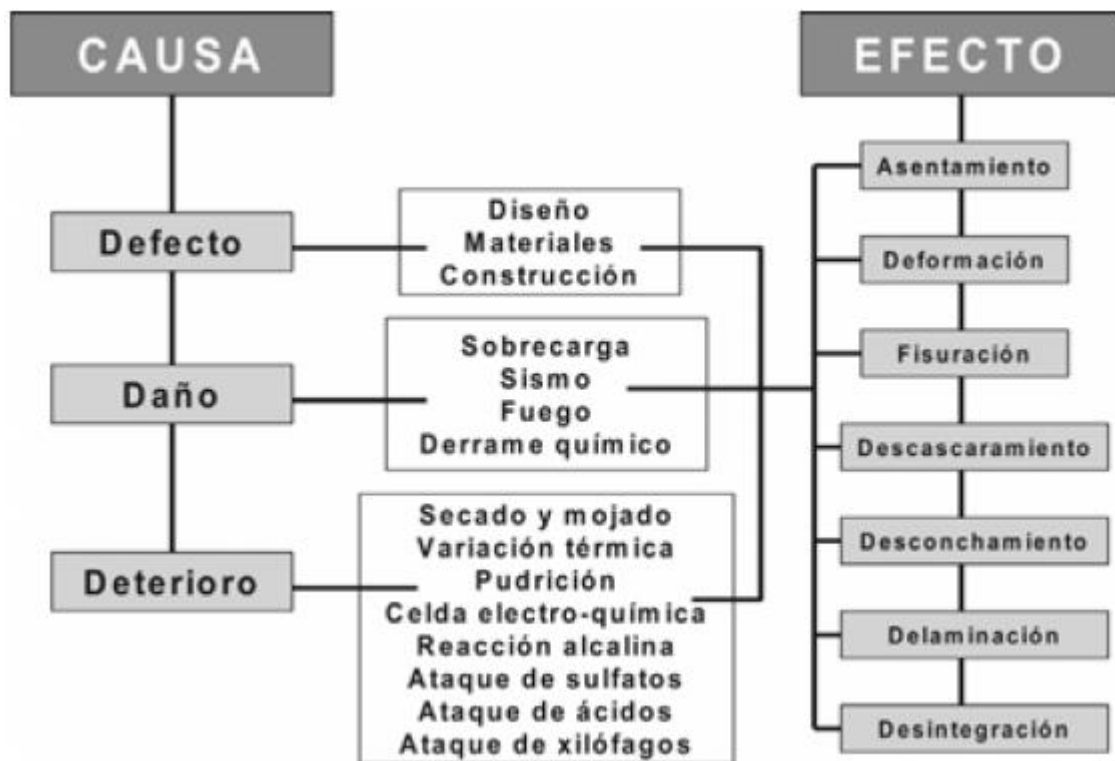 CAUSA
Defecto
Daño
Deterioro
Diseño
Materiales
Construcción
Sobrecarga
Sismo
Fuego
Derrame químico
Secado y mojado
Variación térmica
Pudrición
Celda electro-química
Reacción alcalina
Ataque de sulfatos
Ataque de ácidos
Ataque de xilófagos
EFECTO
Asentamiento
Deformación
Fisuración
Descascaramiento
Desconchamiento
Delaminación
Desintegración